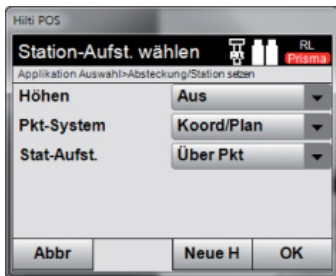 Hilti POS
Station-Aufst. wählen RL
Prisma
Applikation Auswahl>Absteckung/Station setzen
Höhen Aus
Pkt-System Koord/Plan
Stat-Aufst. Über Pkt
Abbr Neue H OK